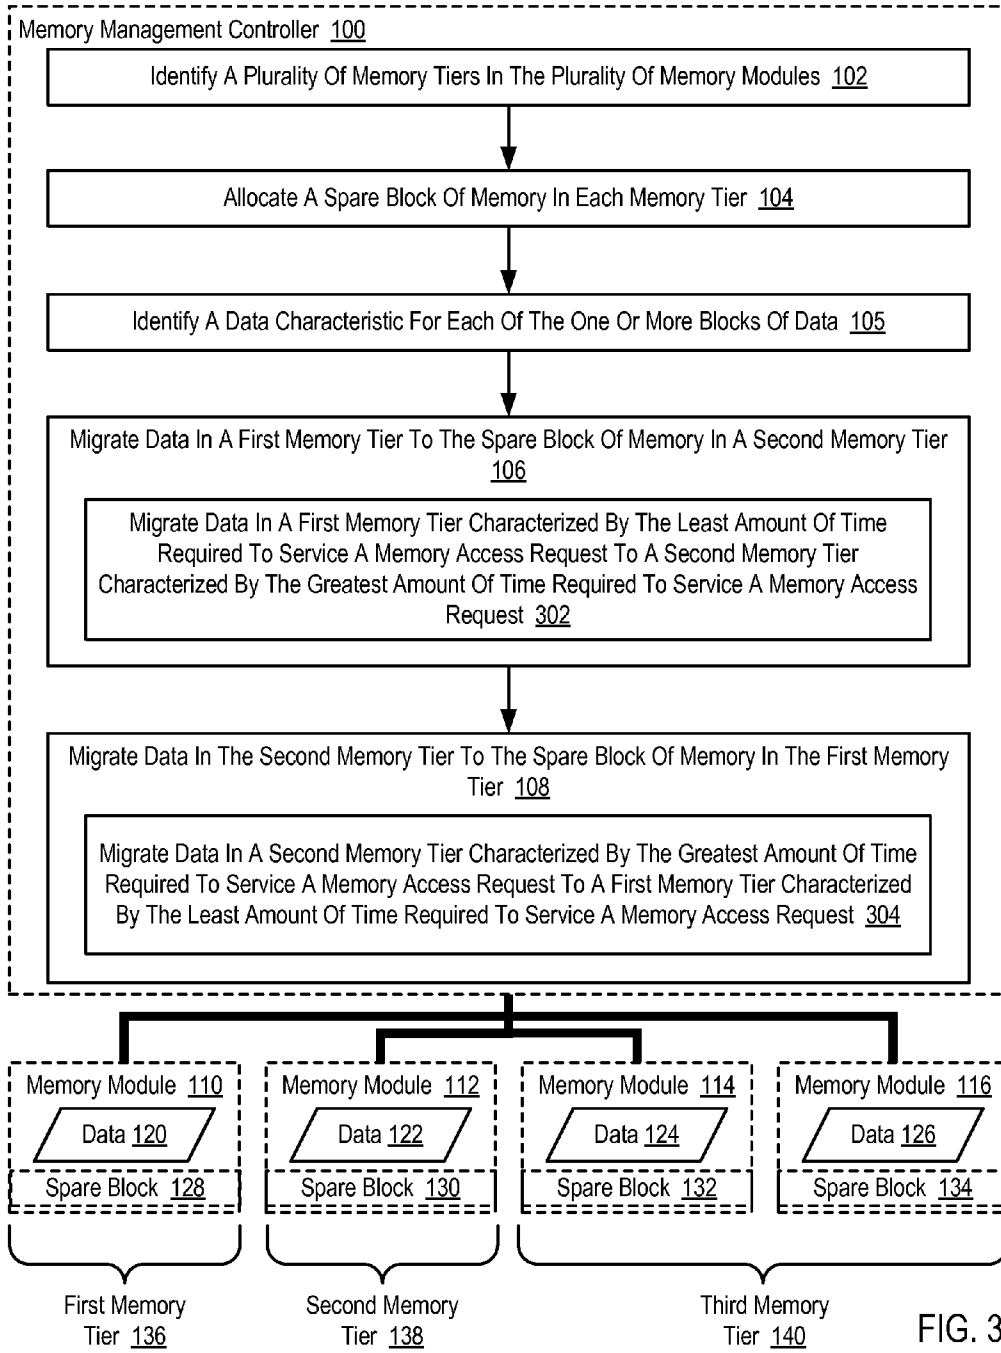 Memory Management Controller 100
Identify A Plurality Of Memory Tiers In The Plurality Of Memory Modules 102
Allocate A Spare Block Of Memory In Each Memory Tier 104
Identify A Data Characteristic For Each Of The One Or More Blocks Of Data 105
Migrate Data In A First Memory Tier To The Spare Block Of Memory In A Second Memory Tier
106
Migrate Data In A First Memory Tier Characterized By The Least Amount Of Time
Required To Service A Memory Access Request To A Second Memory Tier
Characterized By The Greatest Amount Of Time Required To Service A Memory Access
Request 302
Migrate Data In The Second Memory Tier To The Spare Block Of Memory In The First Memory
Tier 108
Migrate Data In A Second Memory Tier Characterized By The Greatest Amount Of Time
Required To Service A Memory Access Request To A First Memory Tier Characterized
By The Least Amount Of Time Required To Service A Memory Access Request 304
Memory Module 110
Data 120
Spare Block 128
Memory Module 112
Data 122
Spare Block 130
Memory Module 114
Data 124
Spare Block 132
Memory Module 116
Data 126
Spare Block 134
First Memory
Tier 136
Second Memory
Tier 138
Third Memory
Tier 140
FIG. 3